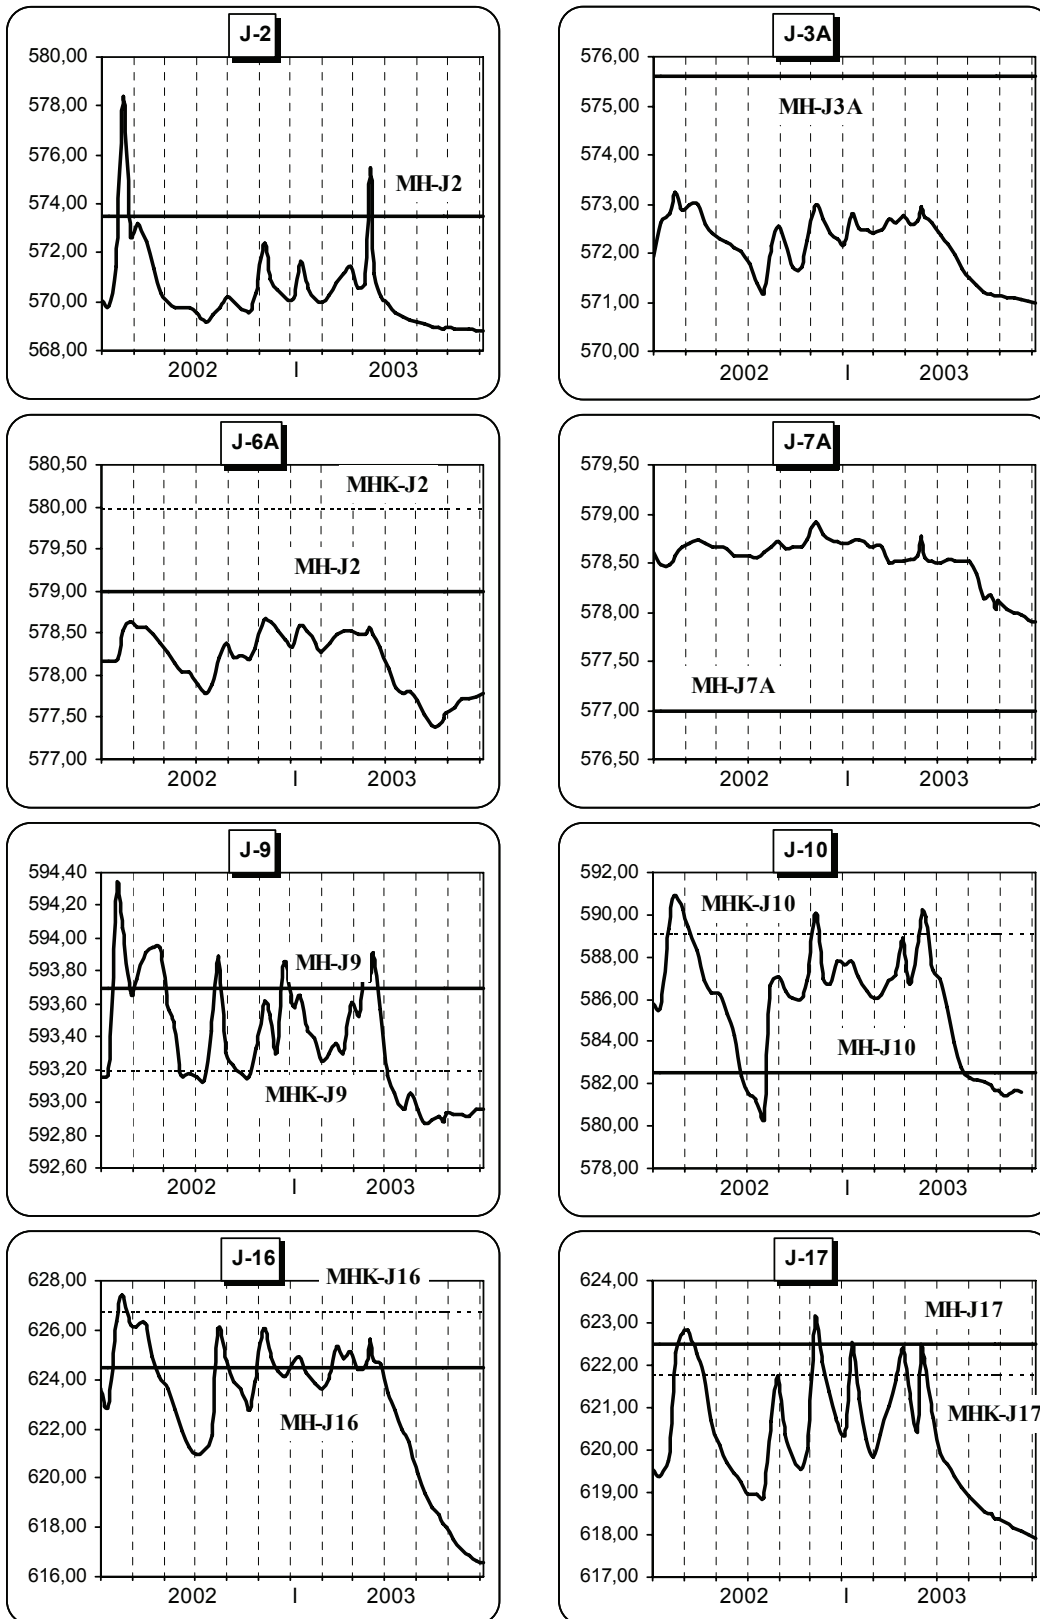 J-2
580,00
578,00
576,00
574,00
572,00
570,00
568,00
MH-J2
2002 I 2003
J-3A
576,00
575,00
574,00
573,00
572,00
571,00
570,00
MH-J3A
2002 I 2003
J-6A
580,50
580,00
579,50
579,00
578,50
578,00
577,50
577,00
MHK-J2
MH-J2
2002 I 2003
J-7A
579,50
579,00
578,50
578,00
577,50
577,00
576,50
MH-J7A
2002 I 2003
J-9
594,40
594,20
594,00
593,80
593,60
593,40
593,20
593,00
592,80
592,60
MH-J9
MHK-J9
2002 I 2003
J-10
592,00
590,00
588,00
586,00
584,00
582,00
580,00
578,00
MHK-J10
MH-J10
2002 I 2003
J-16
628,00
626,00
624,00
622,00
620,00
618,00
616,00
MHK-J16
MH-J16
2002 I 2003
J-17
624,00
623,00
622,00
621,00
620,00
619,00
618,00
617,00
MH-J17
MHK-J17
2002 I 2003